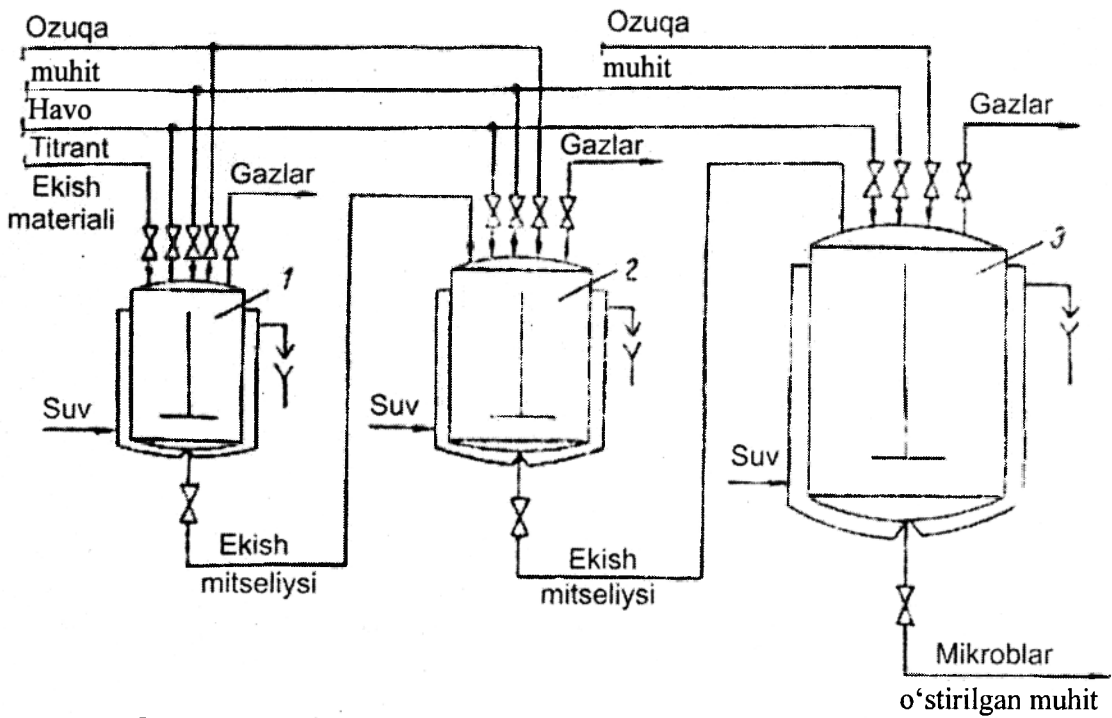 Ozuqa
muhit
Havo
Titrant
Ekish
materiali
Gazlar
1
Suv
Ekish
mitseliysi
Gazlar
2
Suv
Ekish
mitseliysi
Ozuqa
muhit
Gazlar
3
Suv
Mikroblar
o‘stirilgan muhit